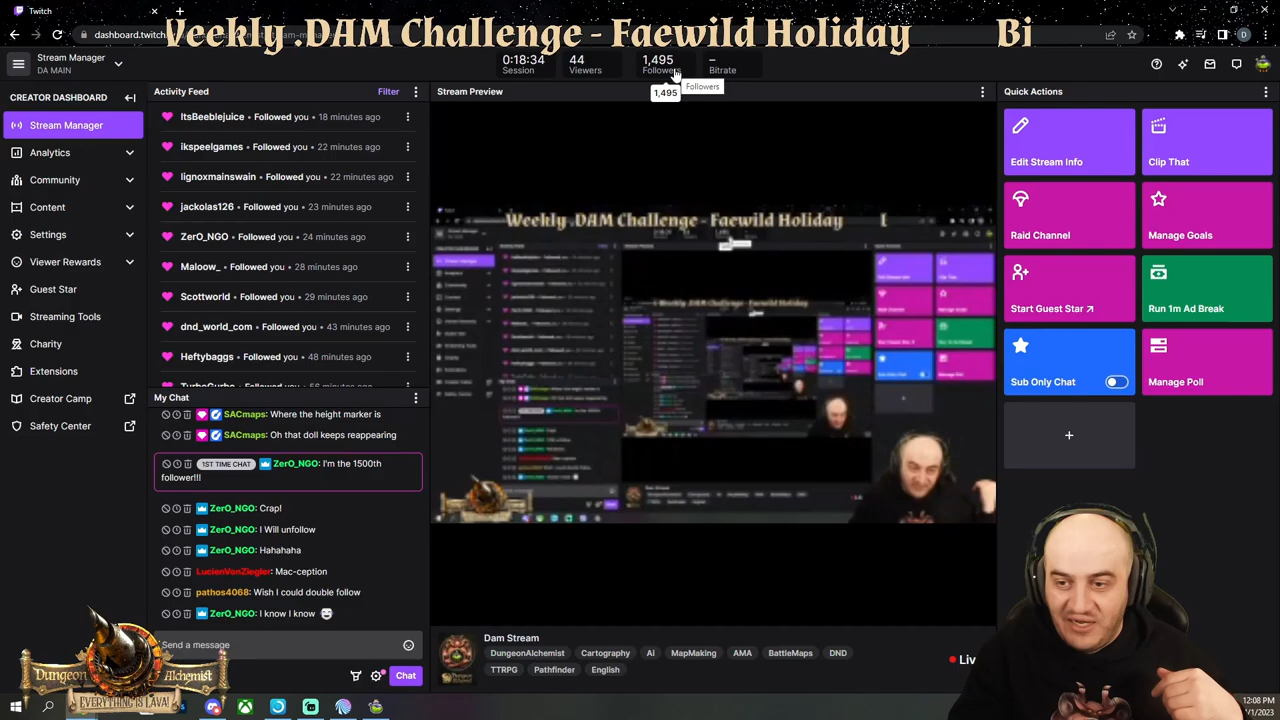 Twitch
dashboard.twitch
Weekly .DAM Challenge - Faewild Holiday Bi
Stream Manager
DA MAIN
0:18:34
Session
44
Viewers
1,495
Followers
–
Bitrate
Followers
1,495
D
EATOR DASHBOARD
Stream Manager
Analytics
Community
Content
Settings
Viewer Rewards
Guest Star
Streaming Tools
Charity
Extensions
Creator Camp
Safety Cen
Activity Feed
Filter
ItsBeeblejuice • Followed you • 18 minutes ago
ikspeelgames • Followed you • 22 minutes ago
lignoxmainswain • Followed you • 22 minutes ago
jackolas126 • Followed you • 23 minutes ago
ZerO_NGO • Followed you • 24 minutes ago
Maloow_ • Followed you • 28 minutes ago
Scottworld • Followed you • 29 minutes ago
dnd_world_com • Followed you • 43 minutes ago
Heftybaggs • Followed you • 48 minutes ago
My Chat
SACmaps: Where the height marker is
SACmaps: Oh that doll keeps reappearing
1ST TIME CHAT ZerO_NGO: I'm the 1500th
follower!!!
ZerO_NGO: Crapl
ZerO_NGO: I Will unfollow
ZerO_NGO: Hahahaha
LucienVonZiegler: Mac-ception
pathos4068: Wish I could double follow
ZerO_NGO: I know I know
Send a message
Chat
Stream Preview
Weekly .DAM Challenge - Faewild Holiday
Dam Stream
DungeonAlchemist Cartography Ai MapMaking AMA BattleMaps DND
TTRPG Pathfinder English
Liv
Quick Actions
Edit Stream Info
Clip That
Raid Channel
Manage Goals
Start Guest Star
Run 1m Ad Break
Sub Only Chat
Manage Poll
+
Dungeon Alchemist
EVERYTHING IS LAVA!
12:08 PM
/1/2023